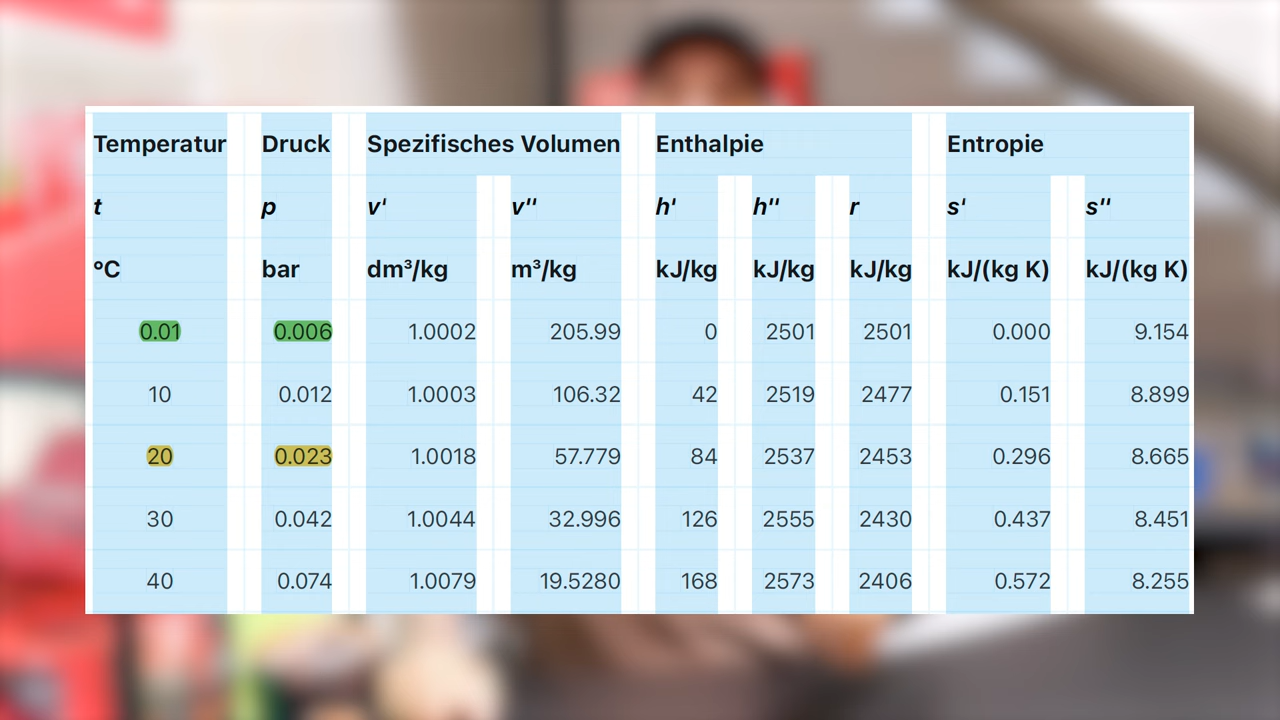 Temperatur Druck Spezifisches Volumen Enthalpie Entropie
t p v' v'' h' h'' r s' s''
°C bar dm³/kg m³/kg kJ/kg kJ/kg kJ/kg kJ/(kg K) kJ/(kg K)
0.01 0.006 1.0002 205.99 0 2501 2501 0.000 9.154
10 0.012 1.0003 106.32 42 2519 2477 0.151 8.899
20 0.023 1.0018 57.779 84 2537 2453 0.296 8.665
30 0.042 1.0044 32.996 126 2555 2430 0.437 8.451
40 0.074 1.0079 19.5280 168 2573 2406 0.572 8.255